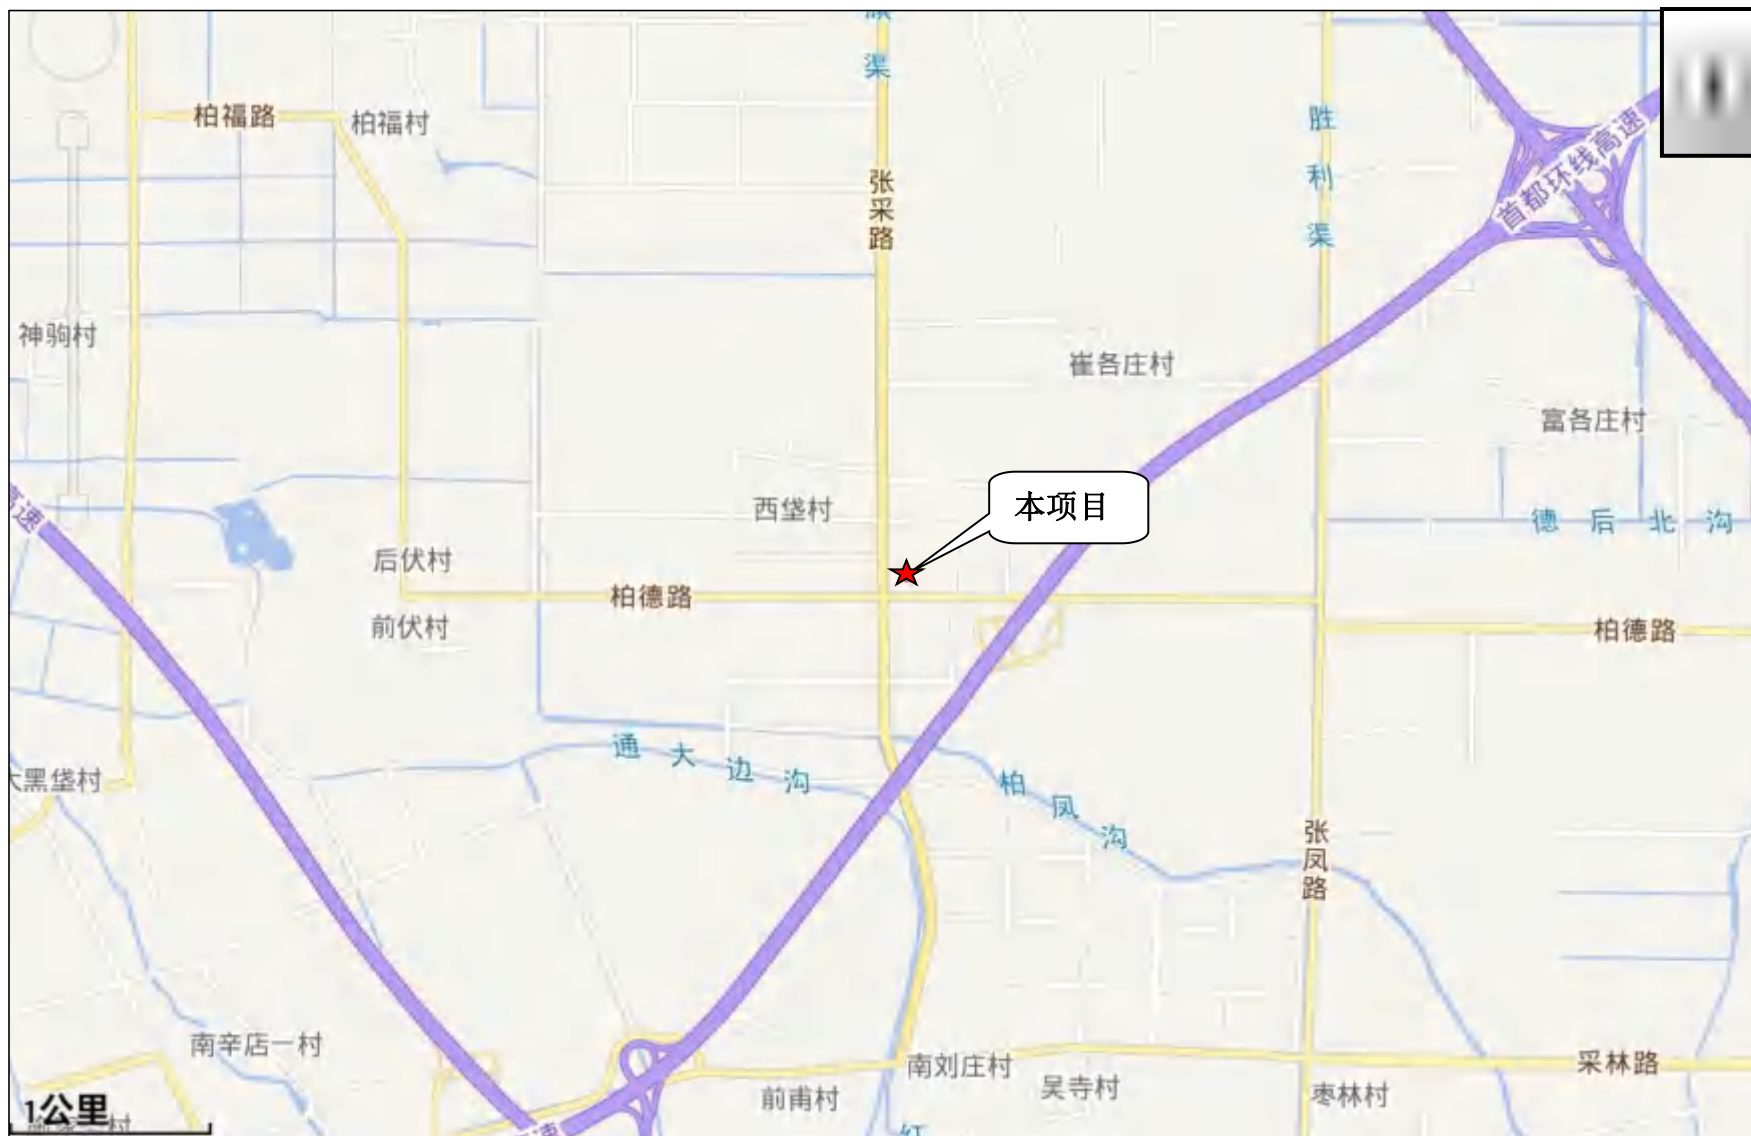 渠
柏福路
柏福村
胜利渠
首都环线高速
张采路
神驹村
崔各庄村
富各庄村
高速
西垡村
本项目
德后北沟
后伏村
柏德路
前伏村
柏德路
通大边沟
大黑垡村
柏凤沟
张凤路
南辛店一村
南刘庄村
采林路
前甫村
吴寺村
枣林村
1公里
村
速